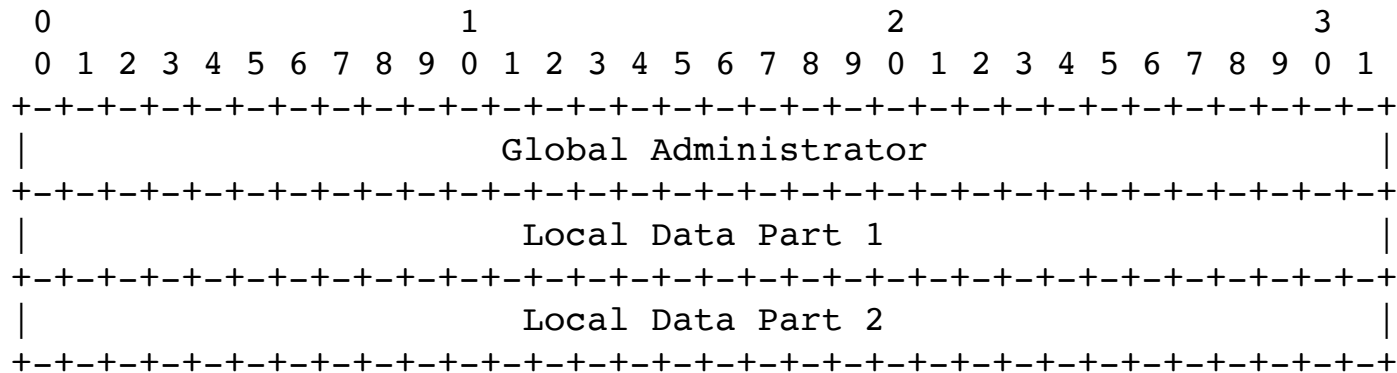 0                   1                   2                   3
 0 1 2 3 4 5 6 7 8 9 0 1 2 3 4 5 6 7 8 9 0 1 2 3 4 5 6 7 8 9 0 1
+-+-+-+-+-+-+-+-+-+-+-+-+-+-+-+-+-+-+-+-+-+-+-+-+-+-+-+-+-+-+-+-+
|                      Global Administrator                     |
+-+-+-+-+-+-+-+-+-+-+-+-+-+-+-+-+-+-+-+-+-+-+-+-+-+-+-+-+-+-+-+-+
|                       Local Data Part 1                       |
+-+-+-+-+-+-+-+-+-+-+-+-+-+-+-+-+-+-+-+-+-+-+-+-+-+-+-+-+-+-+-+-+
|                       Local Data Part 2                       |
+-+-+-+-+-+-+-+-+-+-+-+-+-+-+-+-+-+-+-+-+-+-+-+-+-+-+-+-+-+-+-+-+